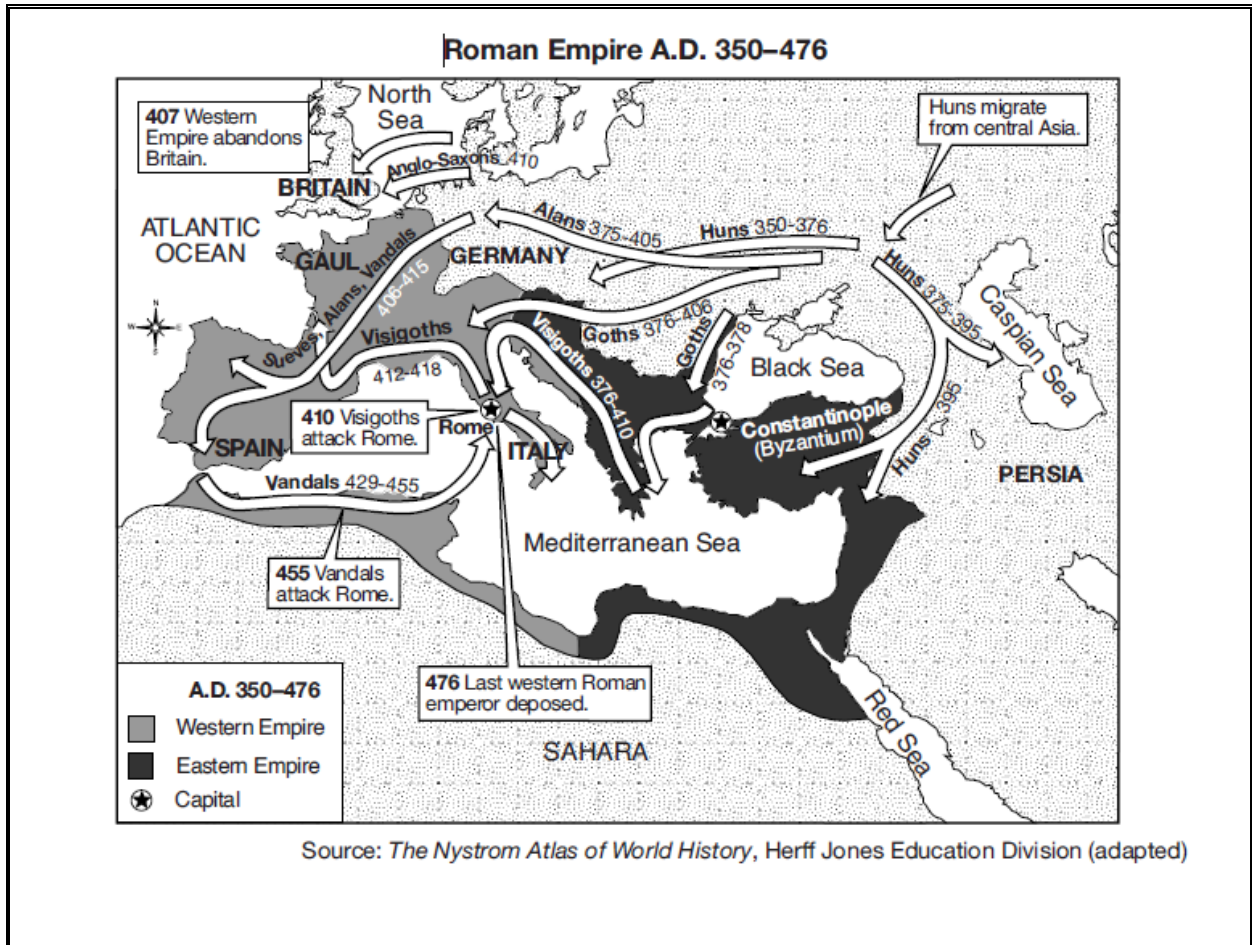 Roman Empire A.D. 350–476
407 Western
Empire abandons
Britain.
North
Sea
Huns migrate
from central Asia.
Anglo-Saxons 410
BRITAIN
ATLANTIC
OCEAN
Alans 375-405
Huns 350-376
GERMANY
GAUL
Sueves, Alans, Vandals
406-415
Huns 375-395
Caspian Sea
N
W
E
S
Visigoths
412-418
Goths 376-406
Goths
376-378
Visigoths 376-410
Black Sea
410 Visigoths
attack Rome.
Rome
ITALY
Constantinople
(Byzantium)
Huns
395
SPAIN
PERSIA
Vandals 429-455
Mediterranean Sea
455 Vandals
attack Rome.
476 Last western Roman
emperor deposed.
A.D. 350–476
Western Empire
Eastern Empire
Capital
SAHARA
Red Sea
Source: The Nystrom Atlas of World History, Herff Jones Education Division (adapted)